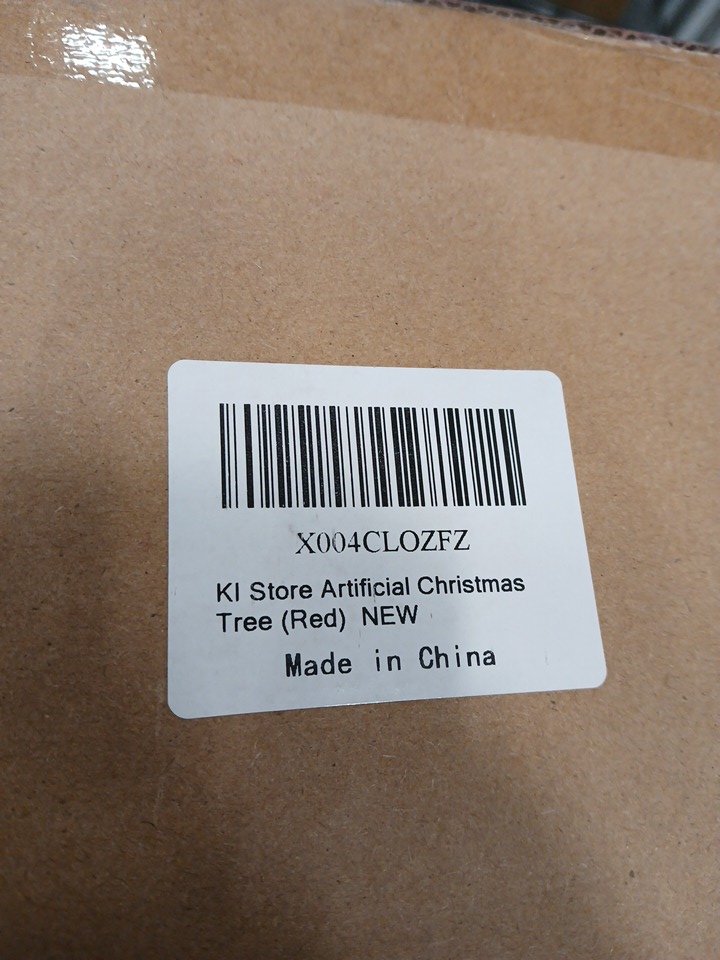 X004CLOZFZ
KI Store Artificial Christmas
Tree (Red)  NEW
Made in China